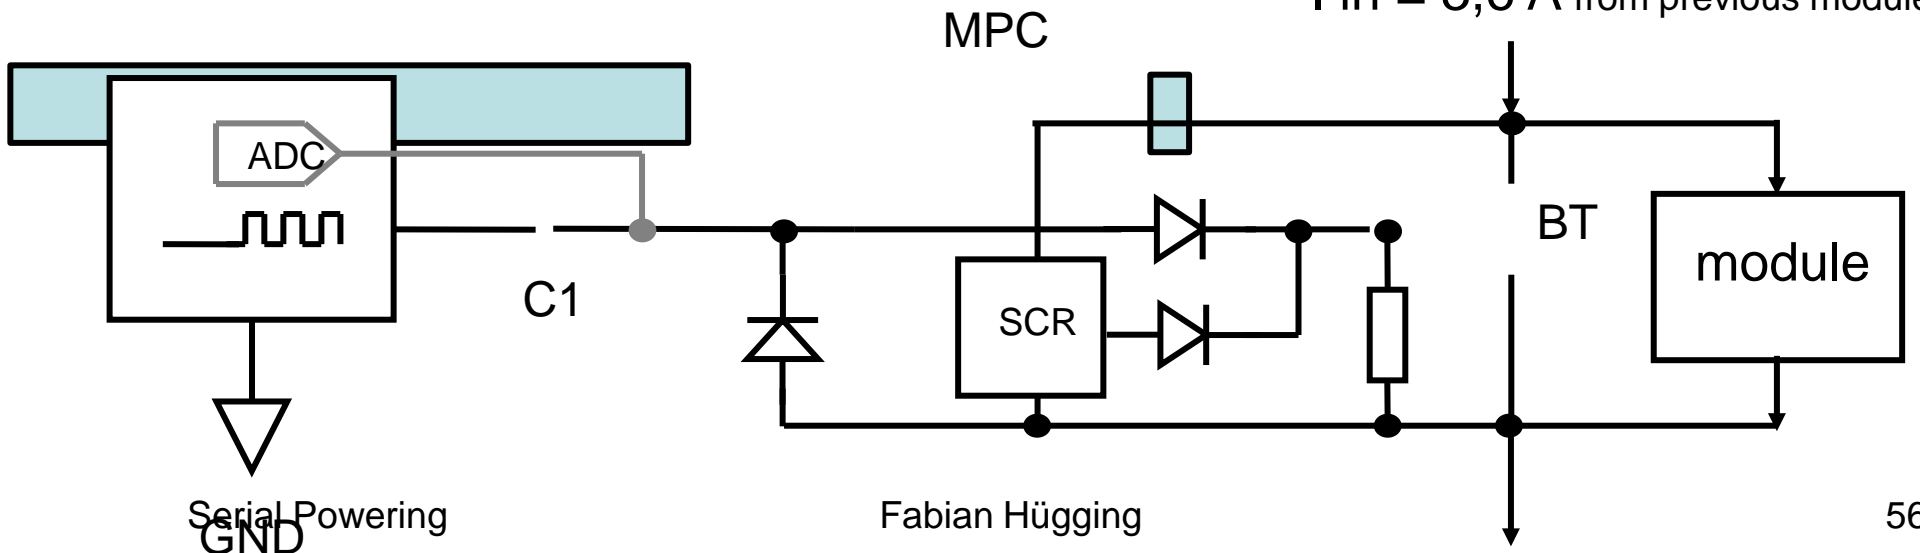 from previous module
MPC
ADC
BT
module
C1
SCR
Serial Powering
GND
Fabian Hügging
56